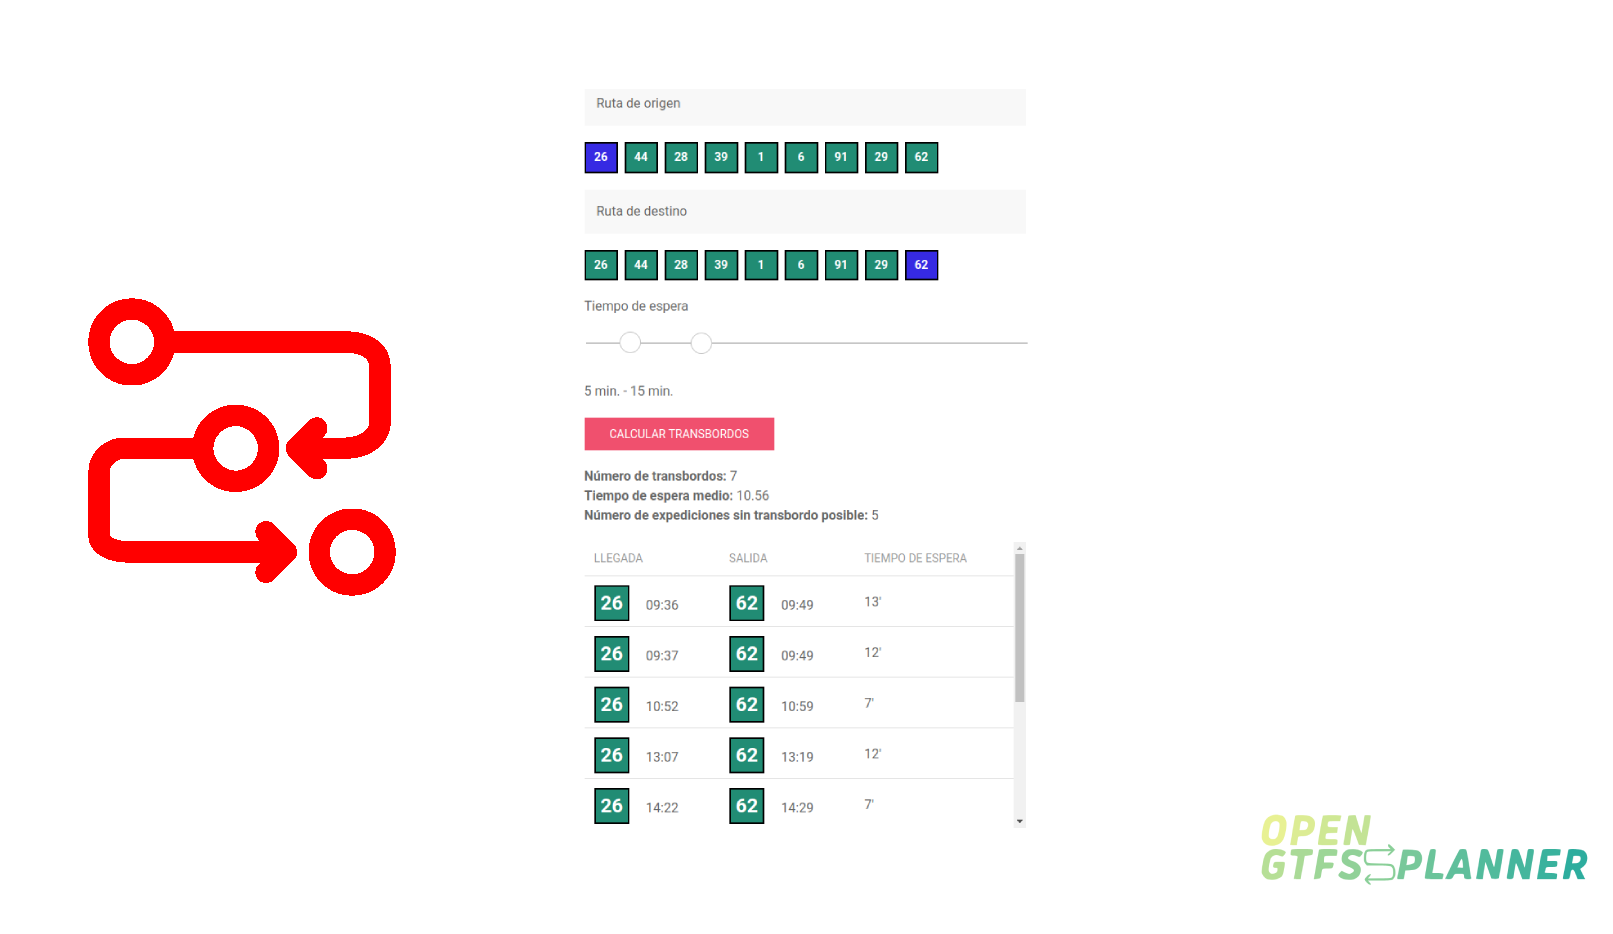 Ruta de origen
26 44 28 39 1 6 91 29 62
Ruta de destino
26 44 28 39 1 6 91 29 62
Tiempo de espera
5 min. - 15 min.
CALCULAR TRANSBORDOS
Número de transbordos: 7
Tiempo de espera medio: 10.56
Número de expediciones sin transbordo posible: 5
LLEGADA SALIDA TIEMPO DE ESPERA
26 09:36 62 09:49 13'
26 09:37 62 09:49 12'
26 10:52 62 10:59 7'
26 13:07 62 13:19 12'
26 14:22 62 14:29 7'
OPEN
GTFS PLANNER